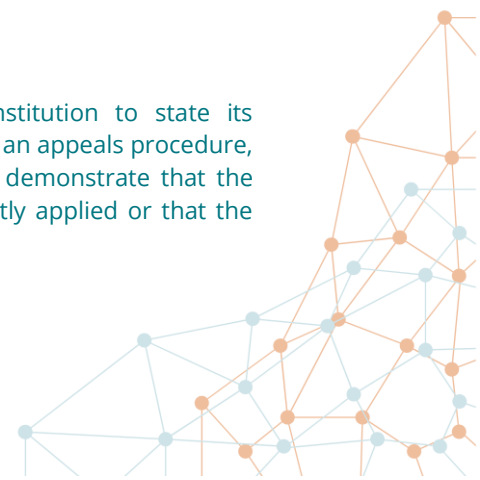 nstitution to state its
an appeals procedure,
demonstrate that the
tly applied or that the